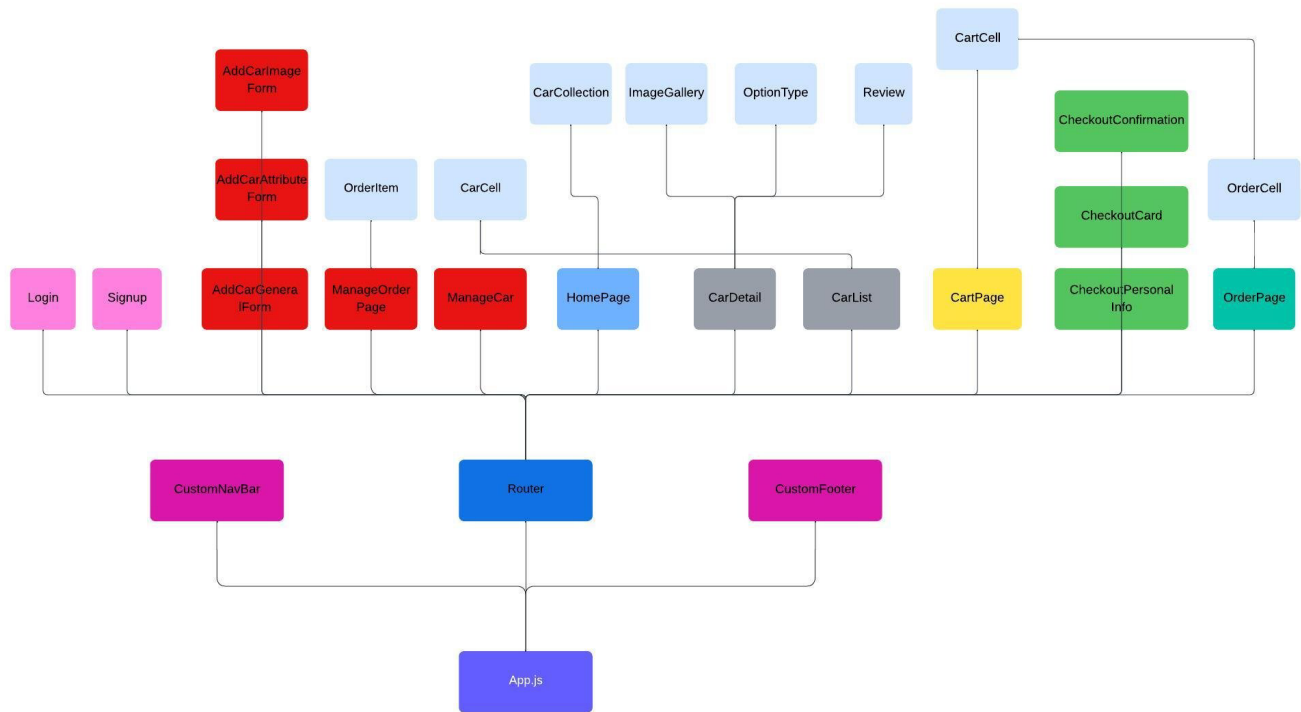 CartCell
AddCarImage
Form
CarCollection
ImageGallery
OptionType
Review
CheckoutConfirmation
AddCarAttribute
Form
OrderItem
CarCell
CheckoutCard
OrderCell
Login
Signup
AddCarGenera
lForm
ManageOrder
Page
ManageCar
HomePage
CarDetail
CarList
CartPage
CheckoutPersonal
Info
OrderPage
CustomNavBar
Router
CustomFooter
App.js